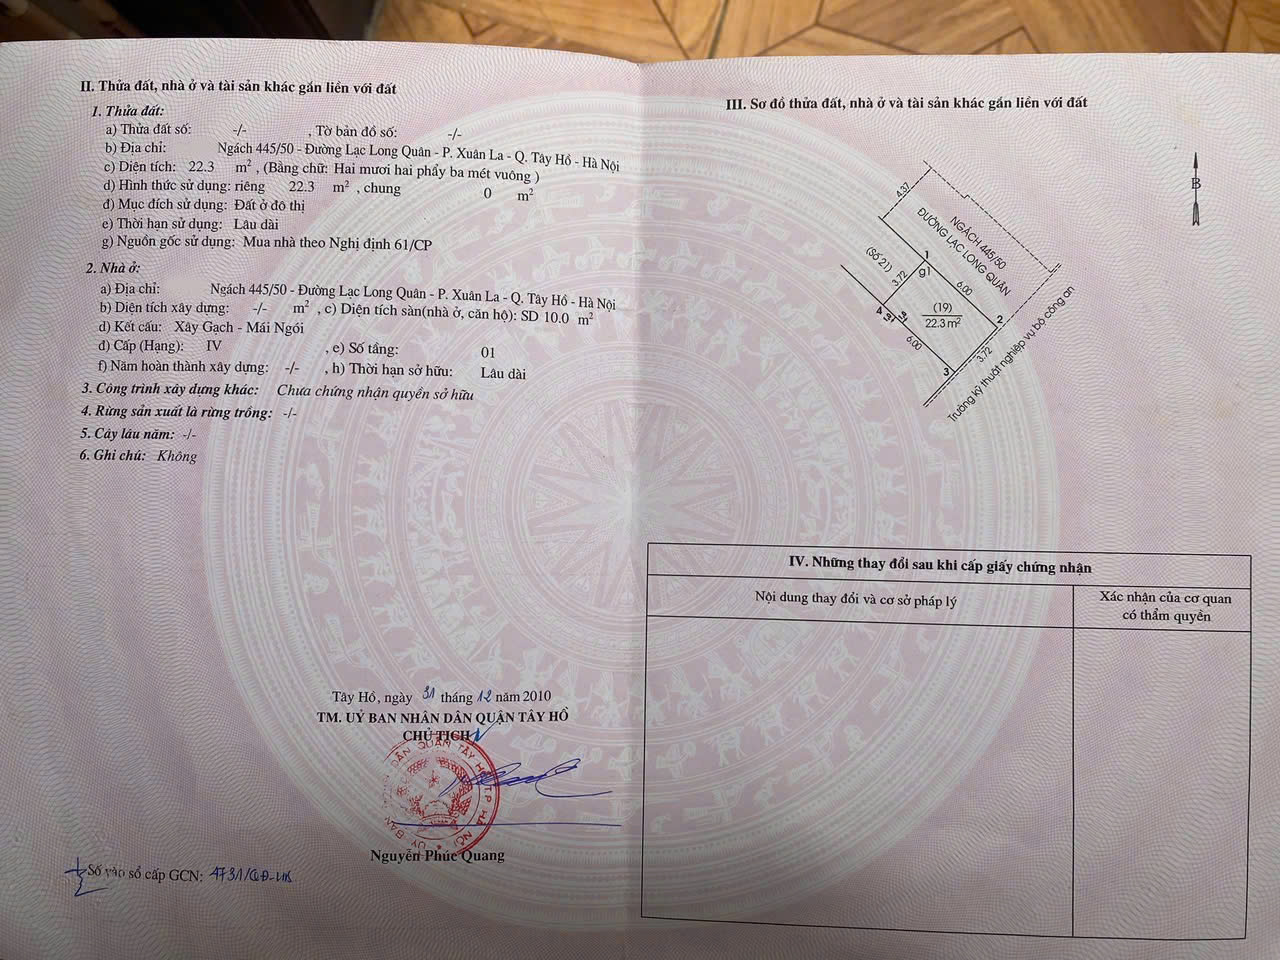 II. Thửa đất, nhà ở và tài sản khác gắn liền với đất
1. Thửa đất:
a) Thửa đất số: -/- , Tờ bản đồ số: -/-
b) Địa chỉ: Ngách 445/50 - Đường Lạc Long Quân - P. Xuân La - Q. Tây Hồ - Hà Nội
c) Diện tích: 22.3 m² , (Bằng chữ: Hai mươi hai phẩy ba mét vuông )
d) Hình thức sử dụng: riêng 22.3 m² , chung 0 m²
đ) Mục đích sử dụng: Đất ở đô thị
e) Thời hạn sử dụng: Lâu dài
g) Nguồn gốc sử dụng: Mua nhà theo Nghị định 61/CP
2. Nhà ở:
a) Địa chỉ: Ngách 445/50 - Đường Lạc Long Quân - P. Xuân La - Q. Tây Hồ - Hà Nội
b) Diện tích xây dựng: -/- m² , c) Diện tích sàn(nhà ở, căn hộ): SD 10.0 m²
d) Kết cấu: Xây Gạch - Mái Ngói
đ) Cấp (Hạng): IV , e) Số tầng: 01
f) Năm hoàn thành xây dựng: -/- , h) Thời hạn sở hữu: Lâu dài
3. Công trình xây dựng khác: Chưa chứng nhận quyền sở hữu
4. Rừng sản xuất là rừng trồng: -/-
5. Cây lâu năm: -/-
6. Ghi chú: Không
Tây Hồ, ngày 31 tháng 12 năm 2010
TM. UỶ BAN NHÂN DÂN QUẬN TÂY HỒ
CHỦ TỊCH
Nguyễn Phúc Quang
Số vào sổ cấp GCN: 4731/QĐ-UB
III. Sơ đồ thửa đất, nhà ở và tài sản khác gắn liền với đất
B
4.37
NGÁCH 445/50
ĐƯỜNG LẠC LONG QUÂN
(Số 21)
1
g1
3.72
6.00
(19)
22.3 m²
2
4
6.00
3
3.72
Trường kỹ thuật nghiệp vụ bộ công an
IV. Những thay đổi sau khi cấp giấy chứng nhận
Nội dung thay đổi và cơ sở pháp lý
Xác nhận của cơ quan
có thẩm quyền